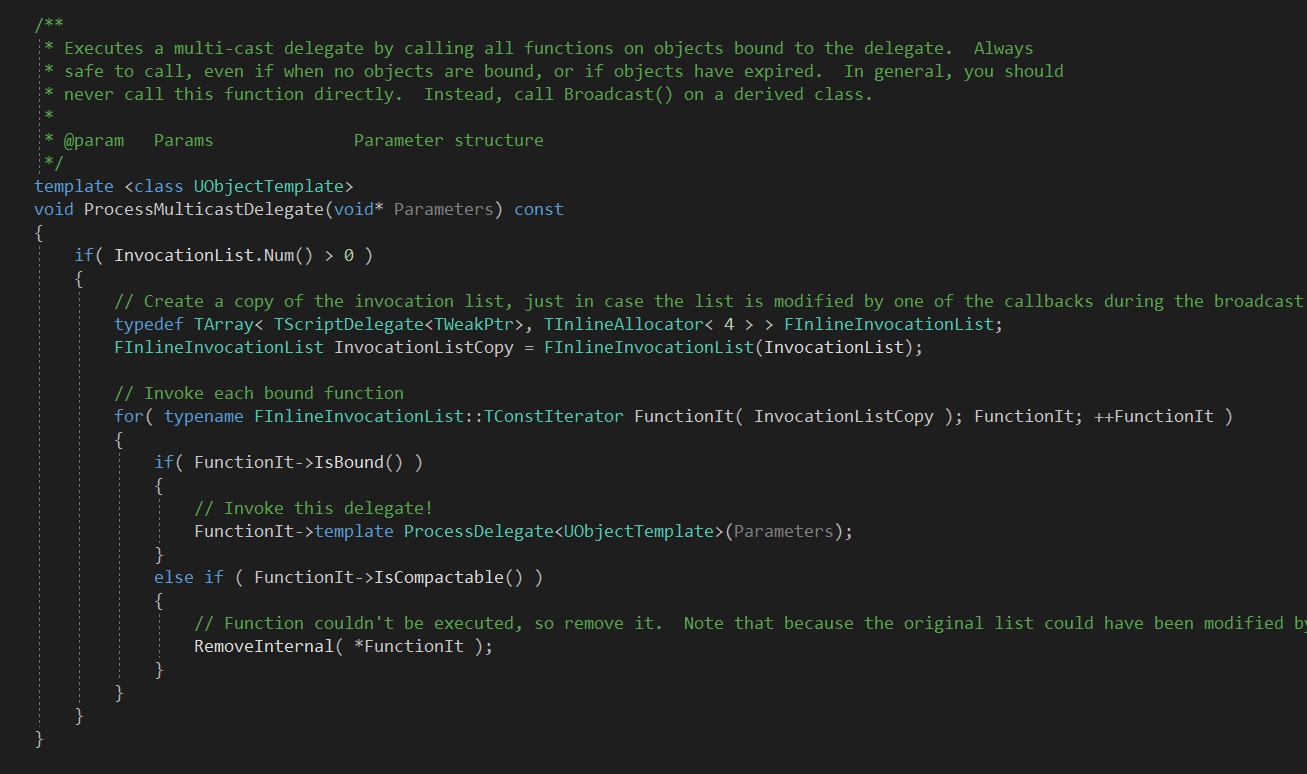 /**
 * Executes a multi-cast delegate by calling all functions on objects bound to the delegate.  Always
 * safe to call, even if when no objects are bound, or if objects have expired.  In general, you should
 * never call this function directly.  Instead, call Broadcast() on a derived class.
 *
 * @param	Params				Parameter structure
 */
template <class UObjectTemplate>
void ProcessMulticastDelegate(void* Parameters) const
{
    if( InvocationList.Num() > 0 )
    {
        // Create a copy of the invocation list, just in case the list is modified by one of the callbacks during the broadcast
        typedef TArray< TScriptDelegate<TWeakPtr>, TInlineAllocator< 4 > > FInlineInvocationList;
        FInlineInvocationList InvocationListCopy = FInlineInvocationList(InvocationList);

        // Invoke each bound function
        for( typename FInlineInvocationList::TConstIterator FunctionIt( InvocationListCopy ); FunctionIt; ++FunctionIt )
        {
            if( FunctionIt->IsBound() )
            {
                // Invoke this delegate!
                FunctionIt->template ProcessDelegate<UObjectTemplate>(Parameters);
            }
            else if ( FunctionIt->IsCompactable() )
            {
                // Function couldn't be executed, so remove it.  Note that because the original list could have been modified by
                RemoveInternal( *FunctionIt );
            }
        }
    }
}